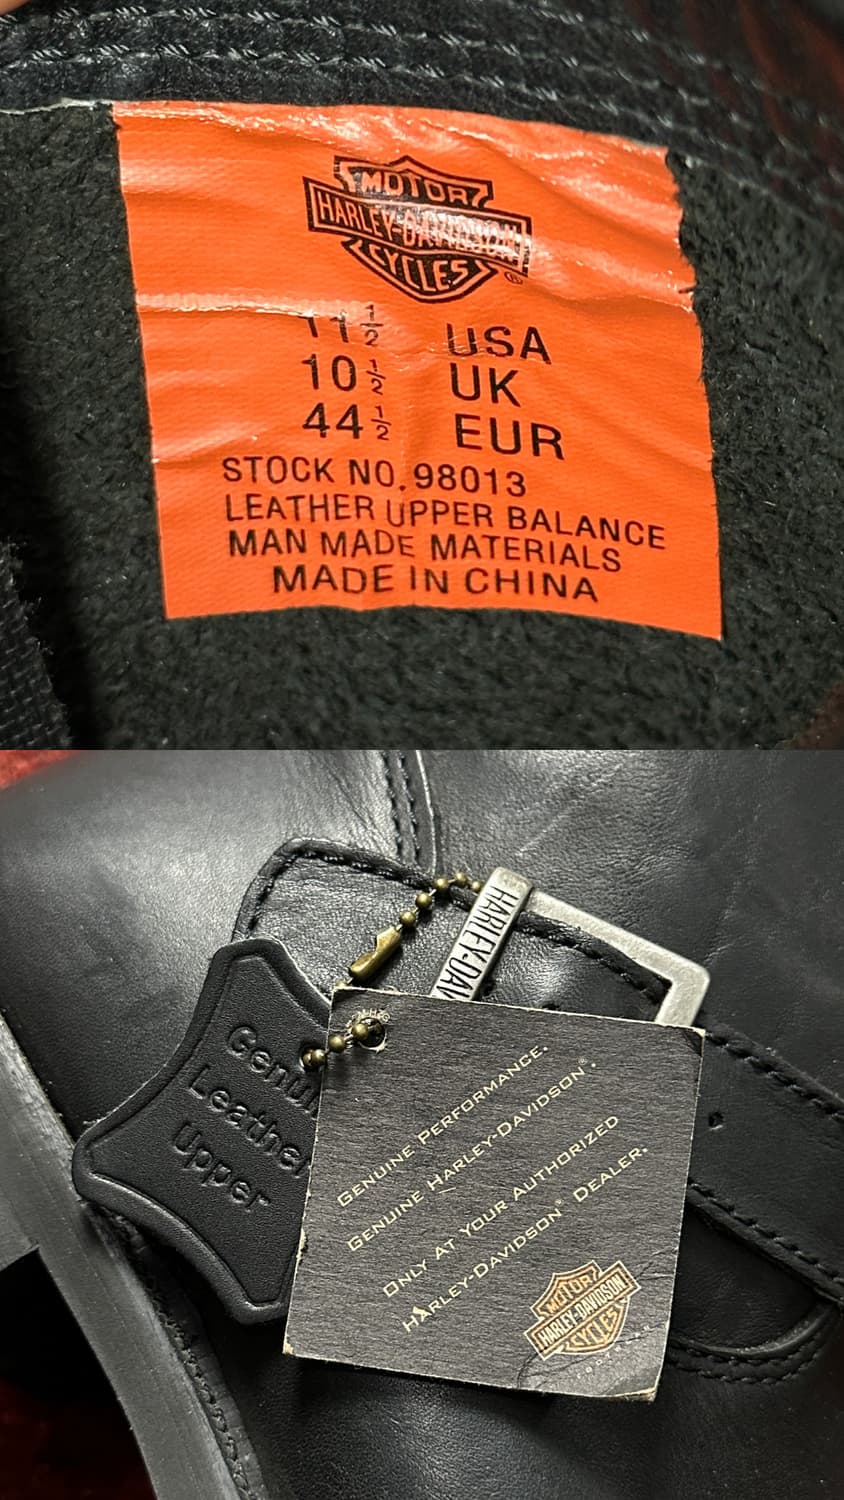 MOTOR
HARLEY-DAVIDSON
CYCLES
®
11½ USA
10½ UK
44½ EUR
STOCK NO. 98013
LEATHER UPPER BALANCE
MAN MADE MATERIALS
MADE IN CHINA
HARLEY-DAV
Genui
Leather
Upper
GENUINE PERFORMANCE.
GENUINE HARLEY-DAVIDSON®.
ONLY AT YOUR AUTHORIZED
HARLEY-DAVIDSON® DEALER.
MOTOR
HARLEY-DAVIDSON
CYCLES
FOOTWEAR